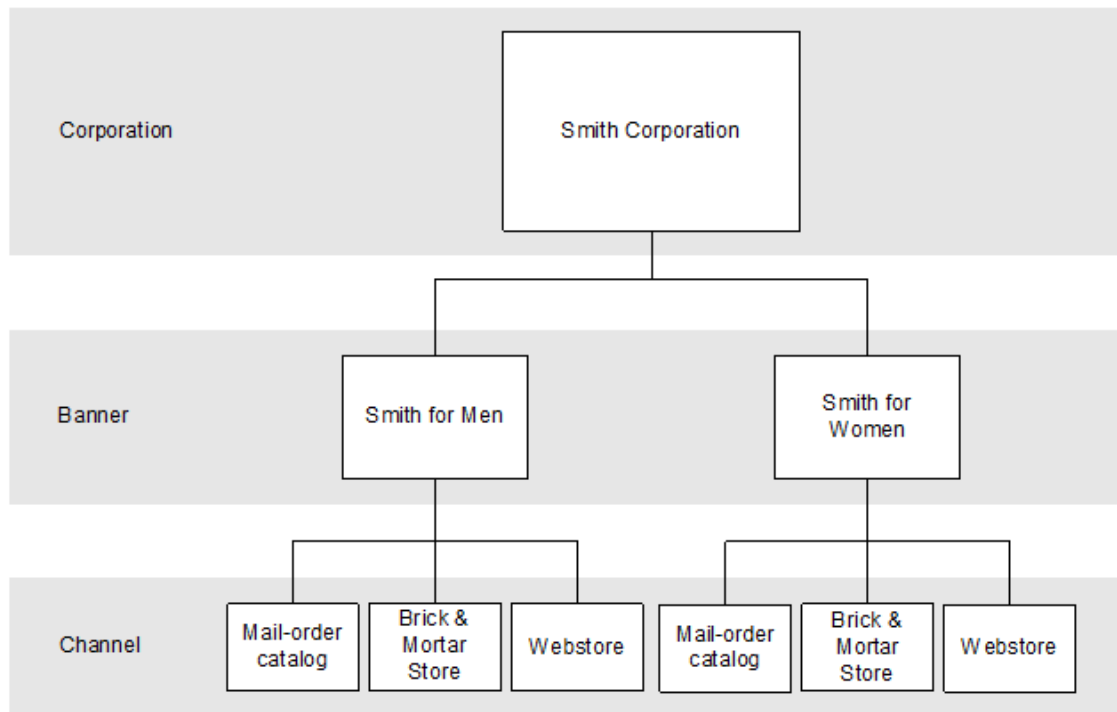 Corporation
Smith Corporation
Banner
Smith for Men
Smith for
Women
Channel
Mail-order
catalog
Brick &
Mortar
Store
Webstore
Mail-order
catalog
Brick &
Mortar
Store
Webstore